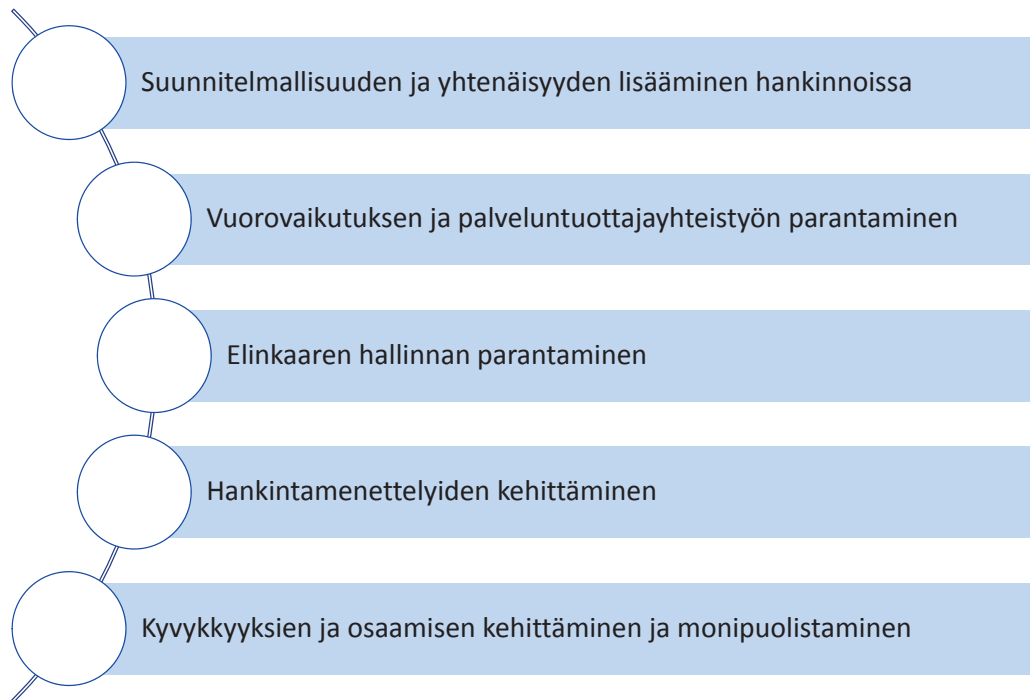 Suunnitelmallisuuden ja yhtenäisyyden lisääminen hankinnoissa
Vuorovaikutuksen ja palveluntuottajayhteistyön parantaminen
Elinkaaren hallinnan parantaminen
Hankintamenettelyiden kehittäminen
Kyvykkyyksien ja osaamisen kehittäminen ja monipuolistaminen